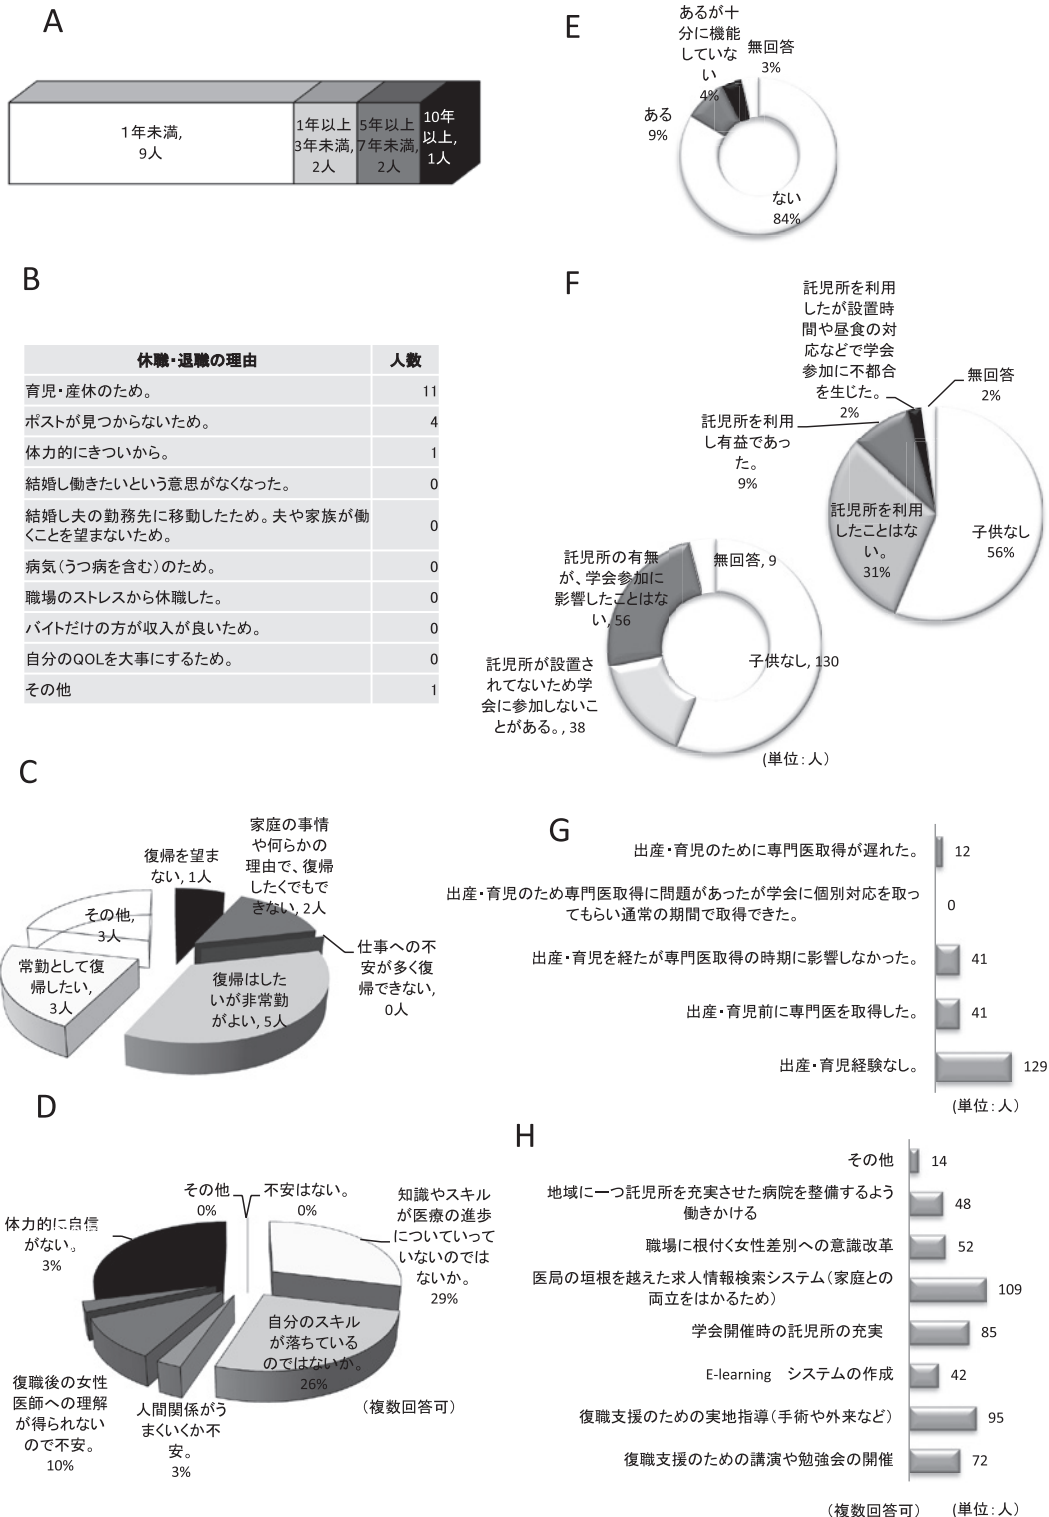 A
1年未満,
9人
1年以上
3年未満,
2人
5年以上
7年未満,
2人
10年
以上,
1人
B
休職・退職の理由 人数
育児・産休のため。 11
ポストが見つからないため。 4
体力的にきついから。 1
結婚し働きたいという意思がなくなった。 0
結婚し夫の勤務先に移動したため。夫や家族が働
くことを望まないため。 0
病気(うつ病を含む)のため。 0
職場のストレスから休職した。 0
バイトだけの方が収入が良いため。 0
自分のQOLを大事にするため。 0
その他 1
C
復帰を望ま
ない, 1人
家庭の事情
や何らかの
理由で、復帰
したくでもで
きない, 2人
仕事への不
安が多く復
帰できない,
0人
復帰はした
いが非常勤
がよい, 5人
常勤として復
帰したい,
3人
その他,
3人
D
その他
0%
不安はない。
0%
知識やスキル
が医療の進歩
についていって
いないのでは
ないか。
29%
自分のスキル
が落ちている
のではないか。
26%
人間関係がう
まくいくか不
安。
3%
復職後の女性
医師への理解
が得られない
ので不安。
10%
体力的に自信
がない。
3%
(複数回答可)
E
あるが十
分に機能
していな
い
4%
無回答
3%
ある
9%
ない
84%
F
託児所を利用
したが設置時
間や昼食の対
応などで学会
参加に不都合
を生じた。
2%
無回答
2%
託児所を利用
し有益であっ
た。
9%
託児所を利用
したことはな
い。
31%
子供なし
56%
託児所の有無
が、学会参加に
影響したことはな
い, 56
無回答, 9
子供なし, 130
託児所が設置さ
れてないため学
会に参加しないこ
とがある。, 38
(単位:人)
G
出産・育児のために専門医取得が遅れた。 12
出産・育児のため専門医取得に問題があったが学会に個別対応を取っ
てもらい通常の期間で取得できた。 0
出産・育児を経たが専門医取得の時期に影響しなかった。 41
出産・育児前に専門医を取得した。 41
出産・育児経験なし。 129
(単位:人)
H
その他 14
地域に一つ託児所を充実させた病院を整備するよう
働きかける 48
職場に根付く女性差別への意識改革 52
医局の垣根を越えた求人情報検索システム(家庭との
両立をはかるため) 109
学会開催時の託児所の充実 85
E-learning システムの作成 42
復職支援のための実地指導(手術や外来など) 95
復職支援のための講演や勉強会の開催 72
(複数回答可) (単位:人)